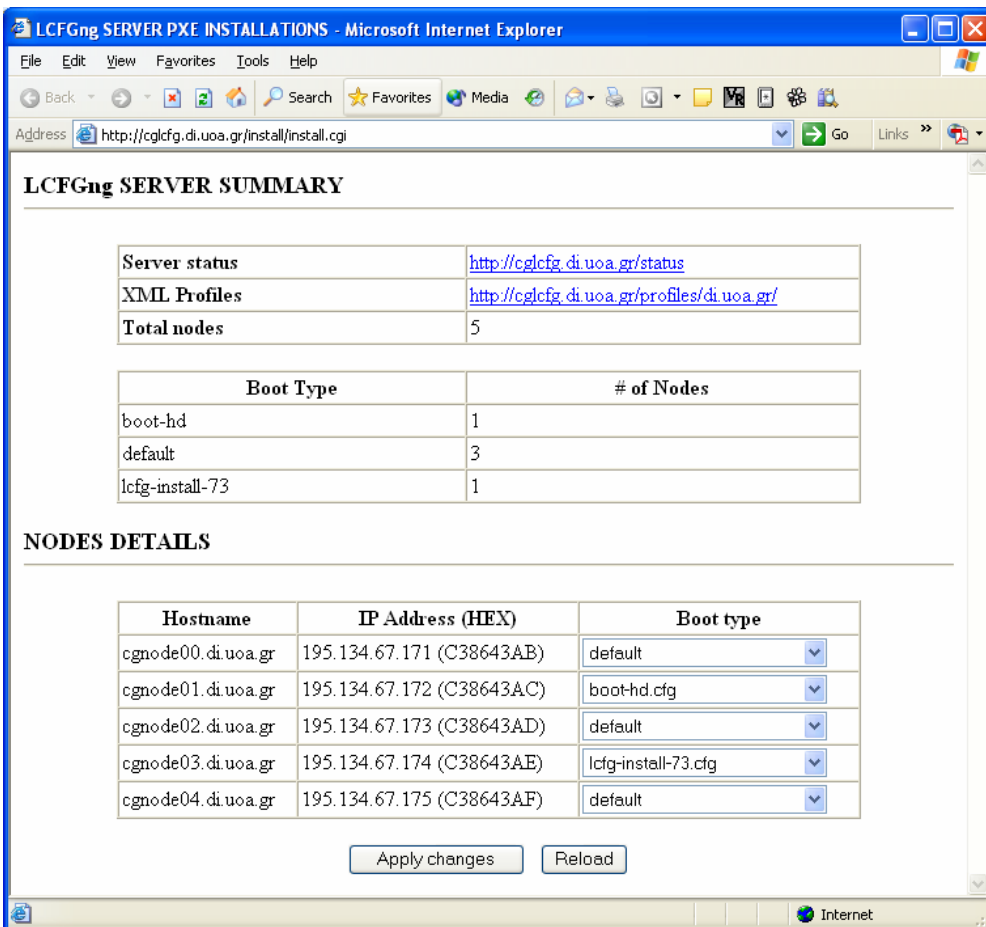 LCFGng SERVER PXE INSTALLATIONS - Microsoft Internet Explorer
File Edit View Favorites Tools Help
Back Search Favorites Media
Address http://cglcfg.di.uoa.gr/install/install.cgi Go Links »
LCFGng SERVER SUMMARY
Server status http://cglcfg.di.uoa.gr/status
XML Profiles http://cglcfg.di.uoa.gr/profiles/di.uoa.gr/
Total nodes 5
Boot Type # of Nodes
boot-hd 1
default 3
lcfg-install-73 1
NODES DETAILS
Hostname IP Address (HEX) Boot type
cgnode00.di.uoa.gr 195.134.67.171 (C38643AB) default
cgnode01.di.uoa.gr 195.134.67.172 (C38643AC) boot-hd.cfg
cgnode02.di.uoa.gr 195.134.67.173 (C38643AD) default
cgnode03.di.uoa.gr 195.134.67.174 (C38643AE) lcfg-install-73.cfg
cgnode04.di.uoa.gr 195.134.67.175 (C38643AF) default
Apply changes Reload
Internet